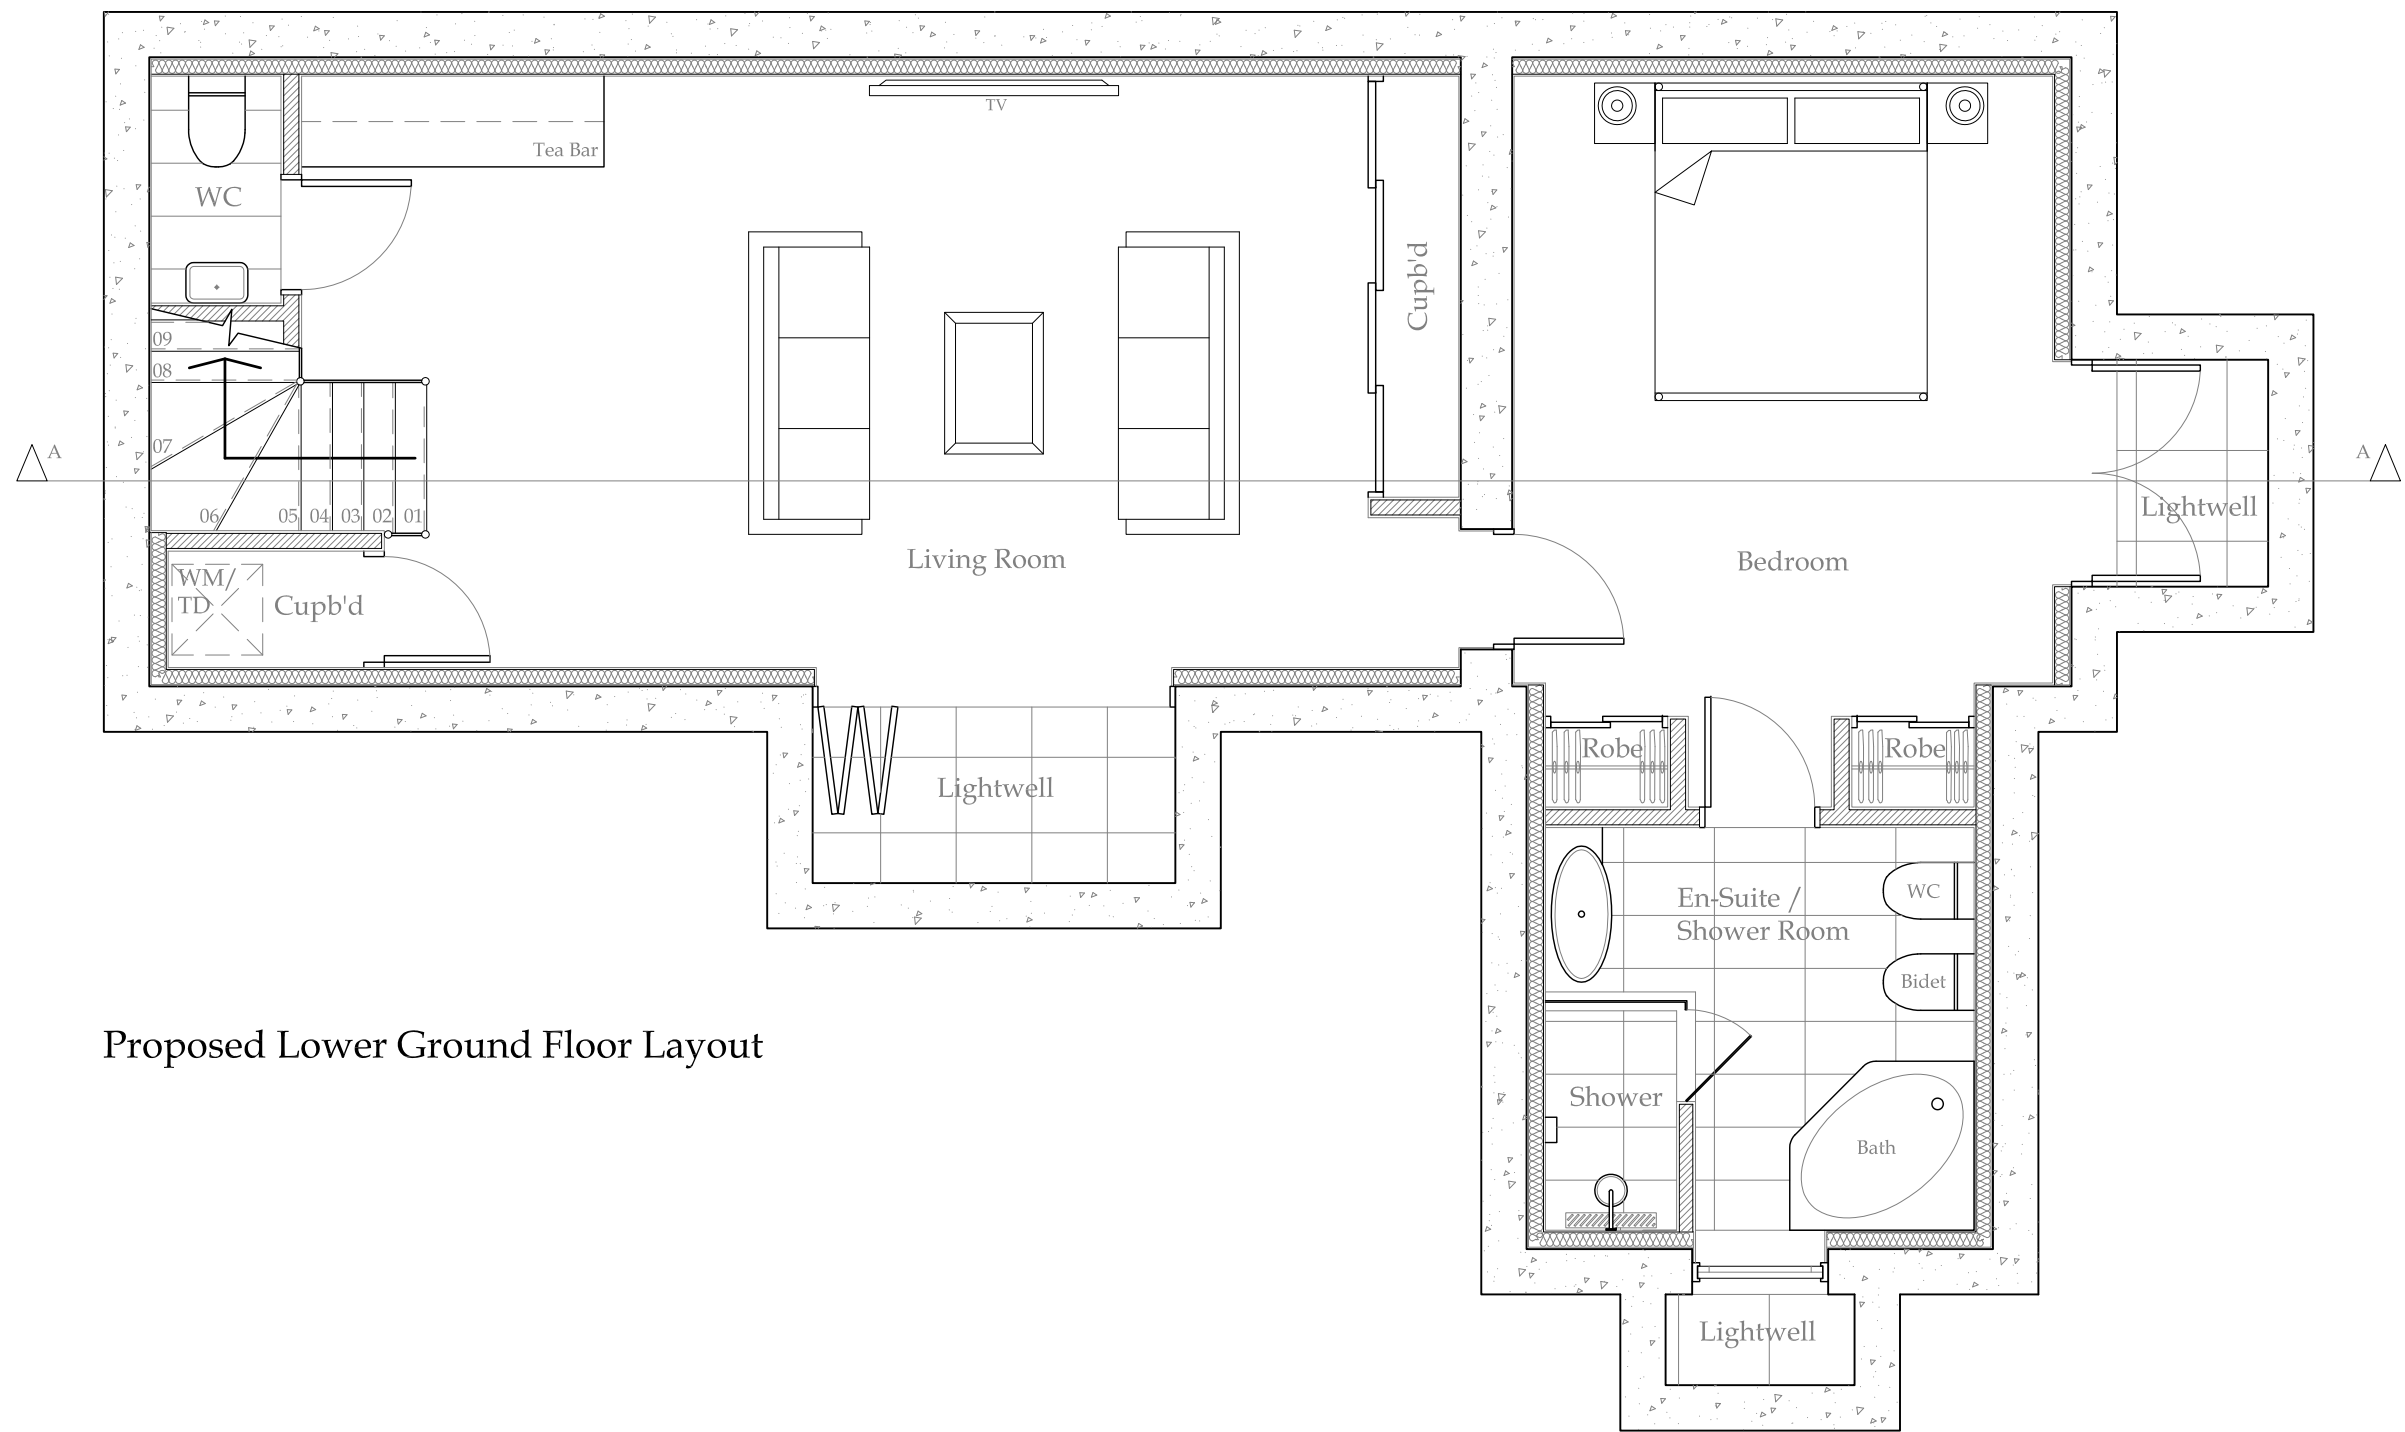 TV
Tea Bar
WC
Cupb'd
09
08
07
06
05
04
03
02
01
A
A
Lightwell
Living Room
Bedroom
WM/
TD
Cupb'd
Robe
Robe
Lightwell
En-Suite /
Shower Room
WC
Bidet
Proposed Lower Ground Floor Layout
Shower
Bath
Lightwell